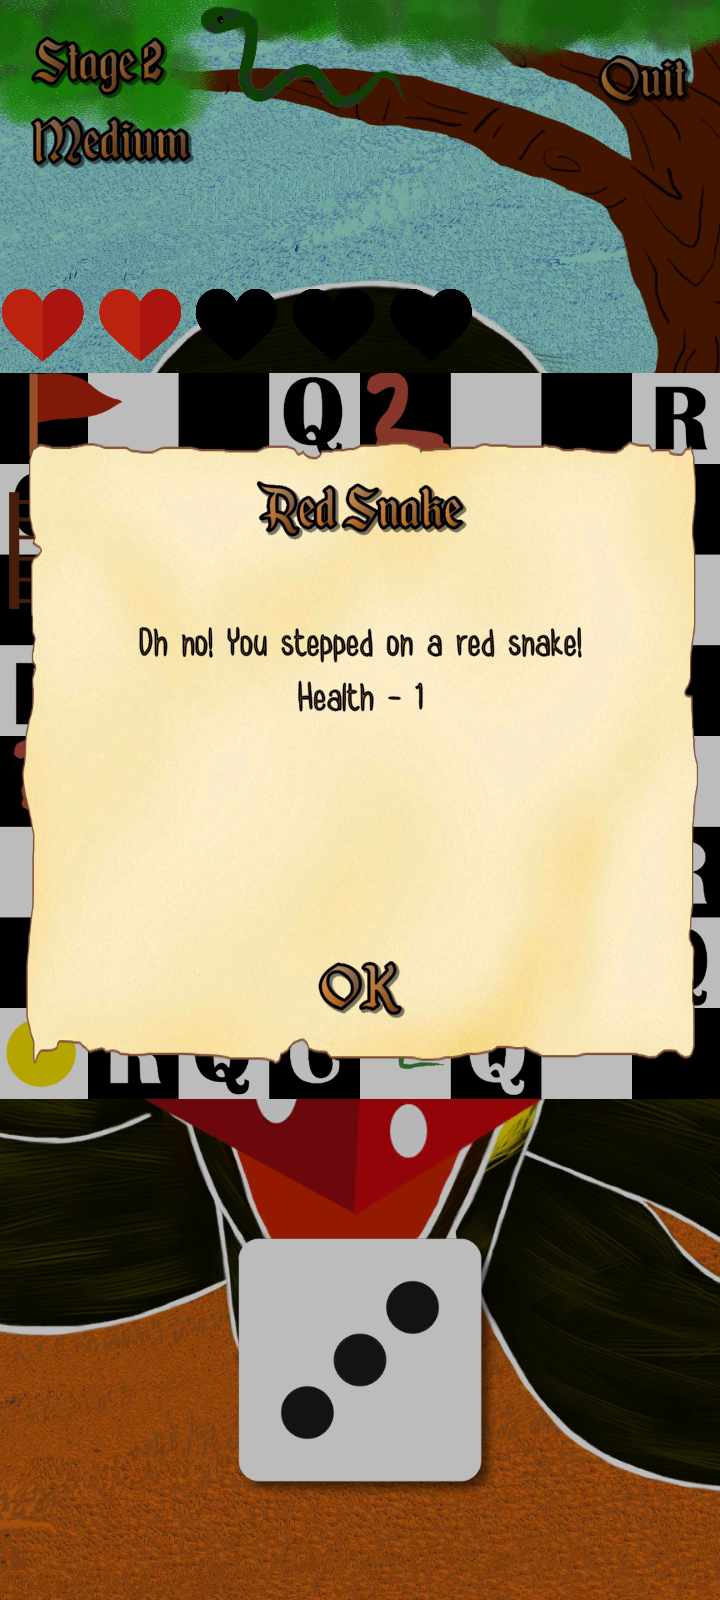 Stage 2
Quit
Medium
Q
R
Red Snake
Oh no! You stepped on a red snake!
Health - 1
OK
R Q C Q